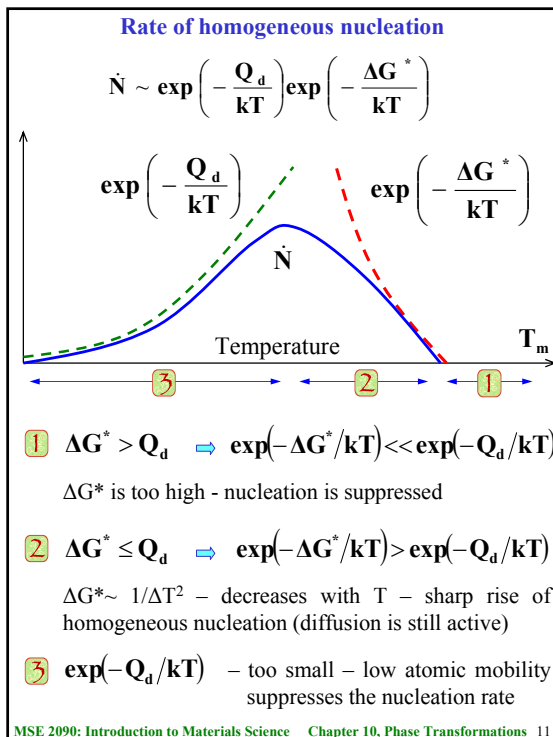 Rate of homogeneous nucleation
Ṅ ~ exp(− Q_d / kT) exp(− ΔG* / kT)
exp(− Q_d / kT) exp(− ΔG* / kT)
Ṅ
Temperature T_m
3 2 1
1 ΔG* > Q_d ⇨ exp(−ΔG*/kT) << exp(−Q_d/kT)
ΔG* is too high - nucleation is suppressed
2 ΔG* ≤ Q_d ⇨ exp(−ΔG*/kT) > exp(−Q_d/kT)
ΔG*~ 1/ΔT² – decreases with T – sharp rise of
homogeneous nucleation (diffusion is still active)
3 exp(−Q_d/kT) – too small – low atomic mobility
suppresses the nucleation rate
MSE 2090: Introduction to Materials Science Chapter 10, Phase Transformations 11